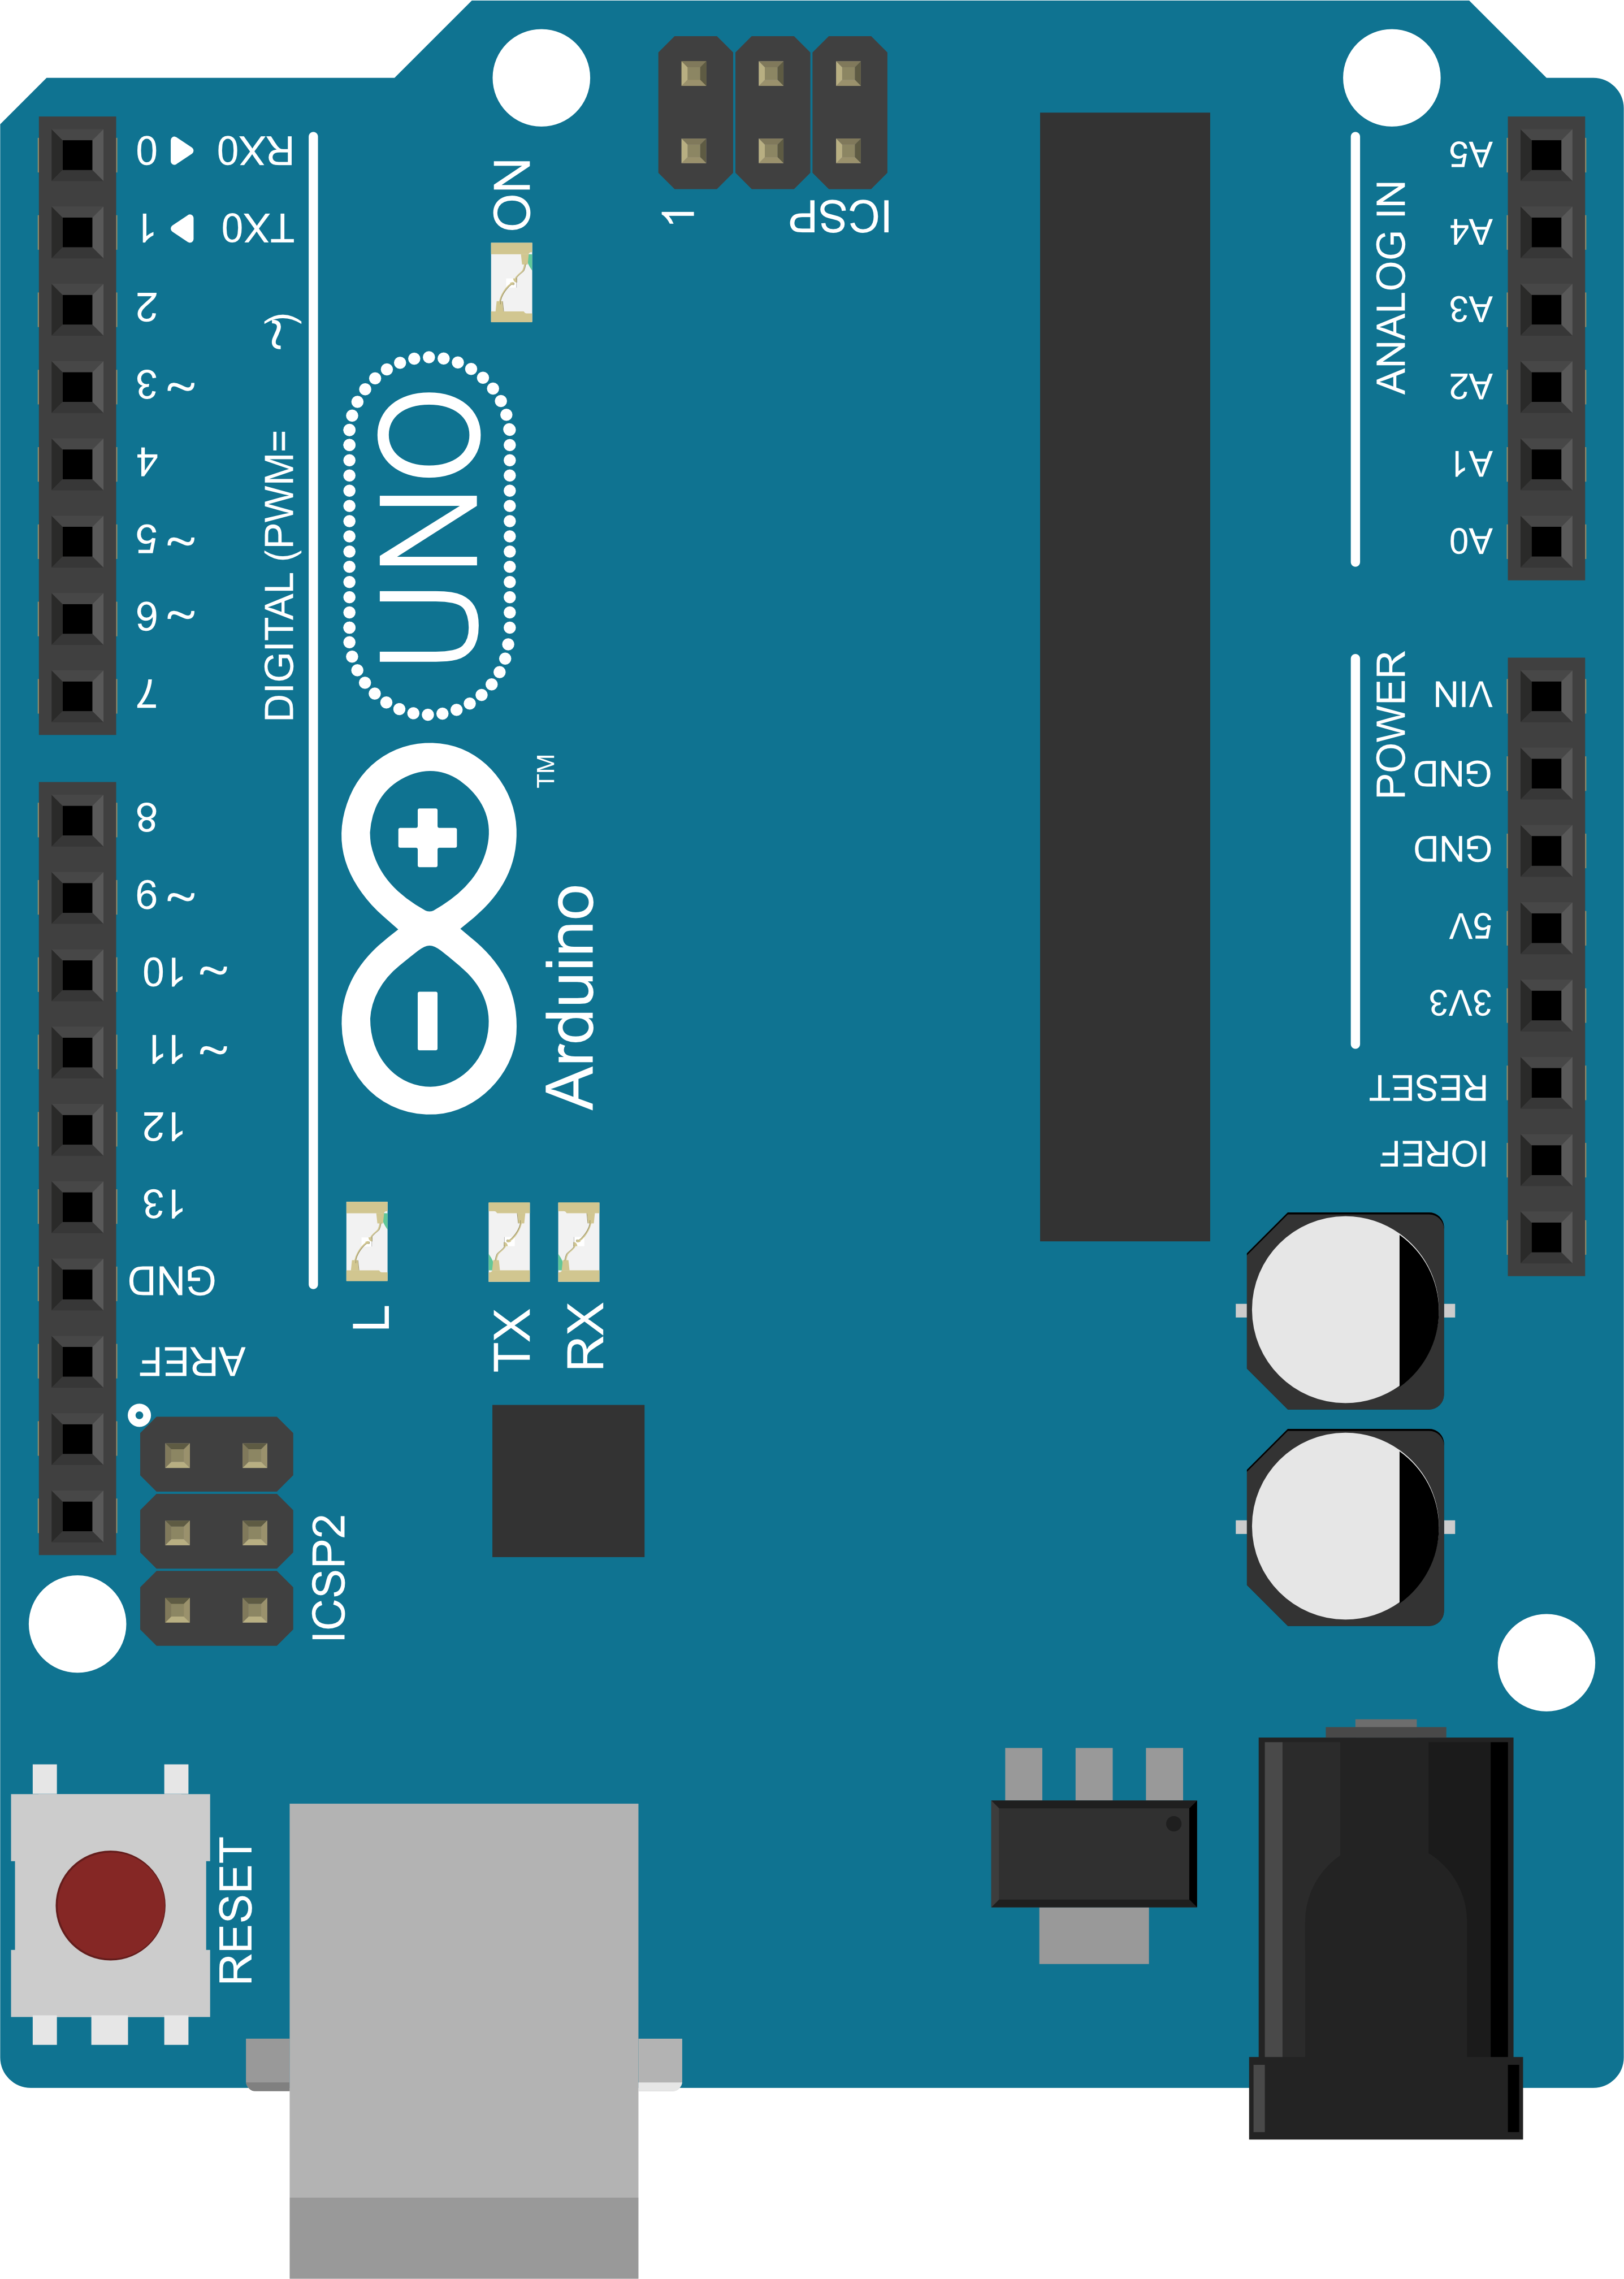 RX0 ▶ 0
TX0 ◀ 1
2
~ 3
4
~ 5
~ 6
7
8
~ 9
~ 10
~ 11
12
13
GND
AREF
DIGITAL (PWM= ~)
ON
1
ICSP
UNO
TM
Arduino
L
TX
RX
ICSP2
RESET
ANALOG IN
A5
A4
A3
A2
A1
A0
POWER
VIN
GND
GND
5V
3V3
RESET
IOREF